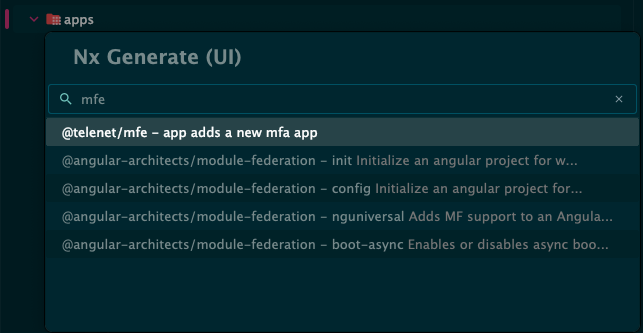 apps
Nx Generate (UI)
mfe
@telenet/mfe - app adds a new mfa app
@angular-architects/module-federation - init Initialize an angular project for w...
@angular-architects/module-federation - config Initialize an angular project for...
@angular-architects/module-federation - nguniversal Adds MF support to an Angula...
@angular-architects/module-federation - boot-async Enables or disables async boo...